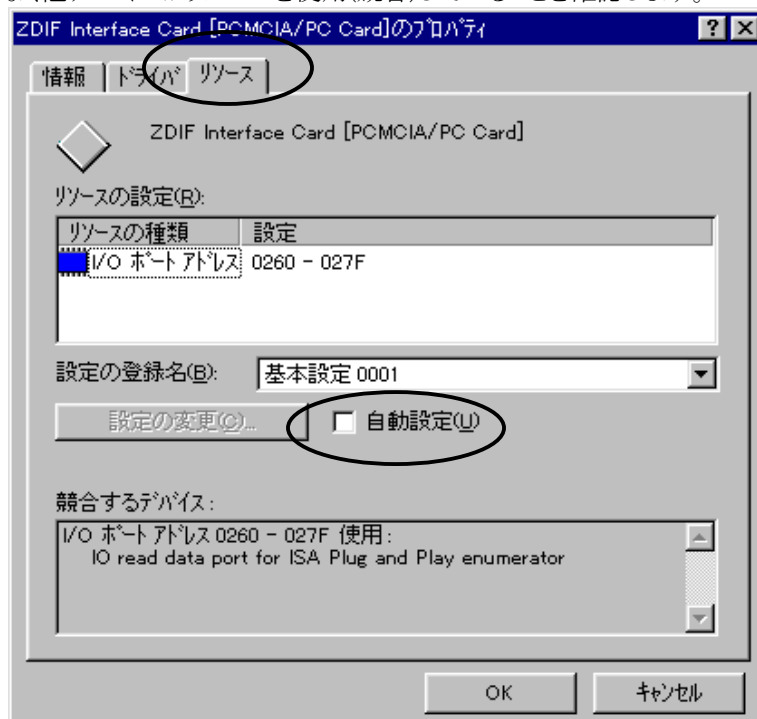 ZDIF Interface Card [PCMCIA/PC Card]のプロパティ
情報 ドライバ リソース
ZDIF Interface Card [PCMCIA/PC Card]
リソースの設定(R):
リソースの種類 設定
I/O ポート アドレス 0260 - 027F
設定の登録名(B): 基本設定 0001
設定の変更(C)... 自動設定(U)
競合するデバイス:
I/O ポート アドレス 0260 - 027F 使用:
IO read data port for ISA Plug and Play enumerator
OK キャンセル